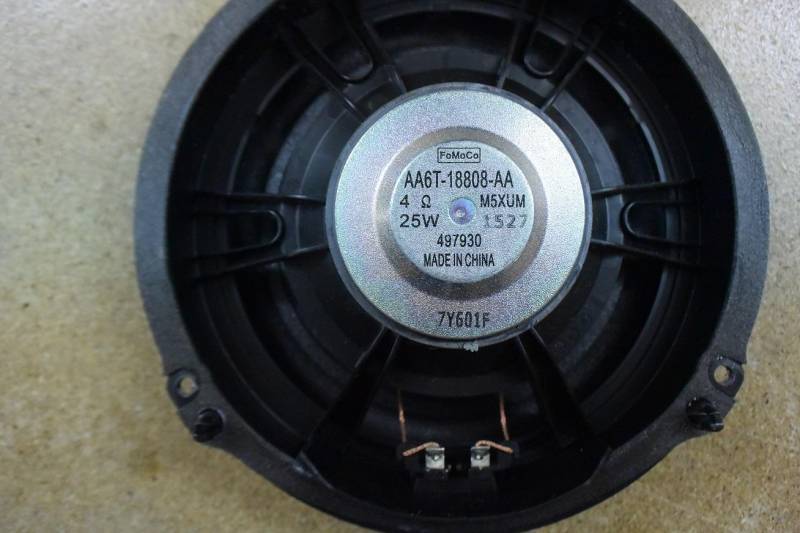 FoMoCo
AA6T-18808-AA
4 Ω M5XUM
25W 1527
497930
MADE IN CHINA
7Y601F